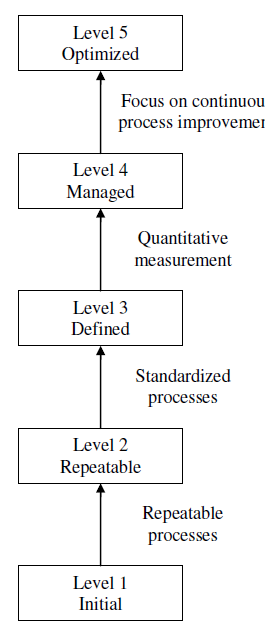 Level 5
Optimized
Focus on continuou
process improvemen
Level 4
Managed
Quantitative
measurement
Level 3
Defined
Standardized
processes
Level 2
Repeatable
Repeatable
processes
Level 1
Initial